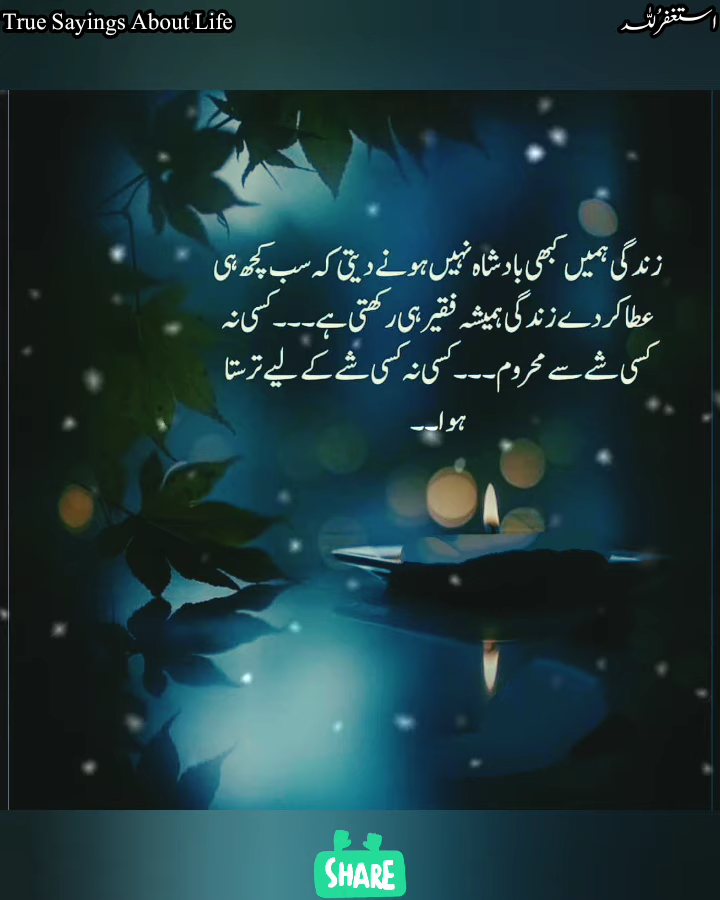 True Sayings About Life
استغفرُللہ
زندگی ہمیں کبھی بادشاہ نہیں ہونے دیتی کہ سب کچھ ہی
عطا کر دے زندگی ہمیشہ فقیر ہی رکھتی ہے۔۔۔ کسی نہ
کسی شے سے محروم۔۔۔ کسی نہ کسی شے کے لیے ترستا
ہوا۔۔
SHARE